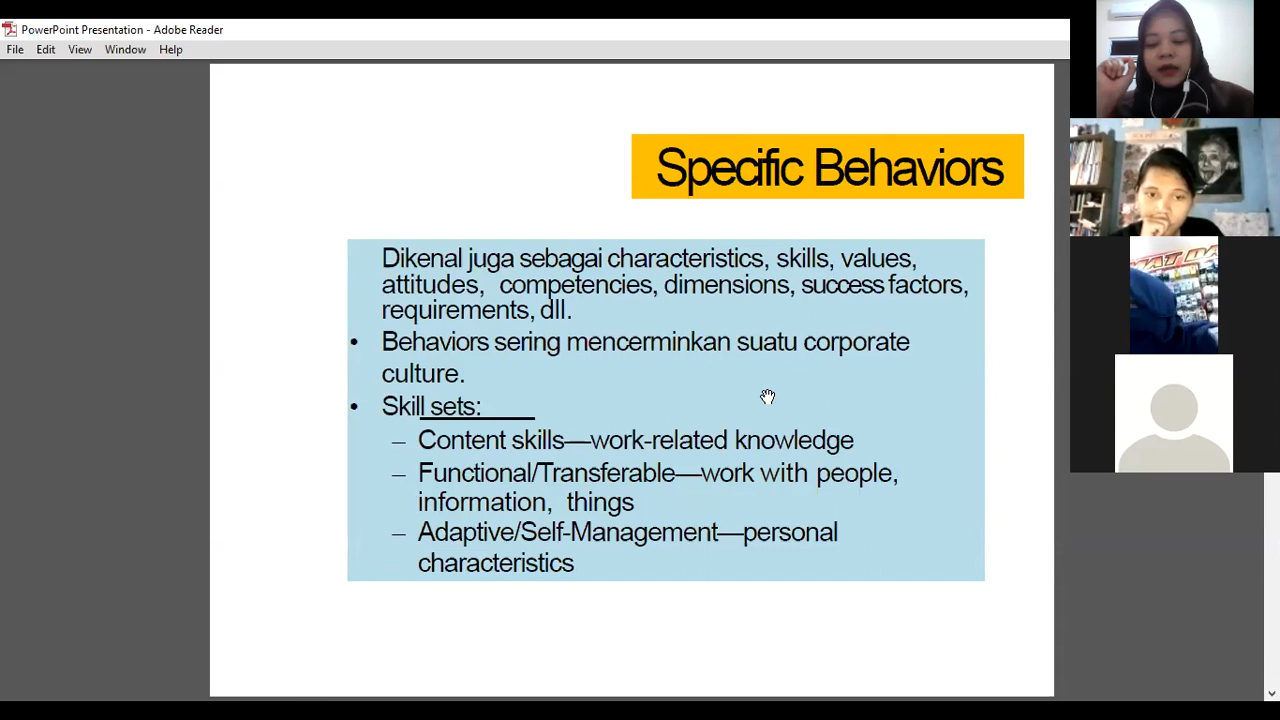 PowerPoint Presentation - Adobe Reader
File Edit View Window Help
Specific Behaviors
Dikenal juga sebagai characteristics, skills, values,
attitudes, competencies, dimensions, success factors,
requirements, dll.
• Behaviors sering mencerminkan suatu corporate
culture.
• Skill sets:
– Content skills—work-related knowledge
– Functional/Transferable—work with people,
information, things
– Adaptive/Self-Management—personal
characteristics